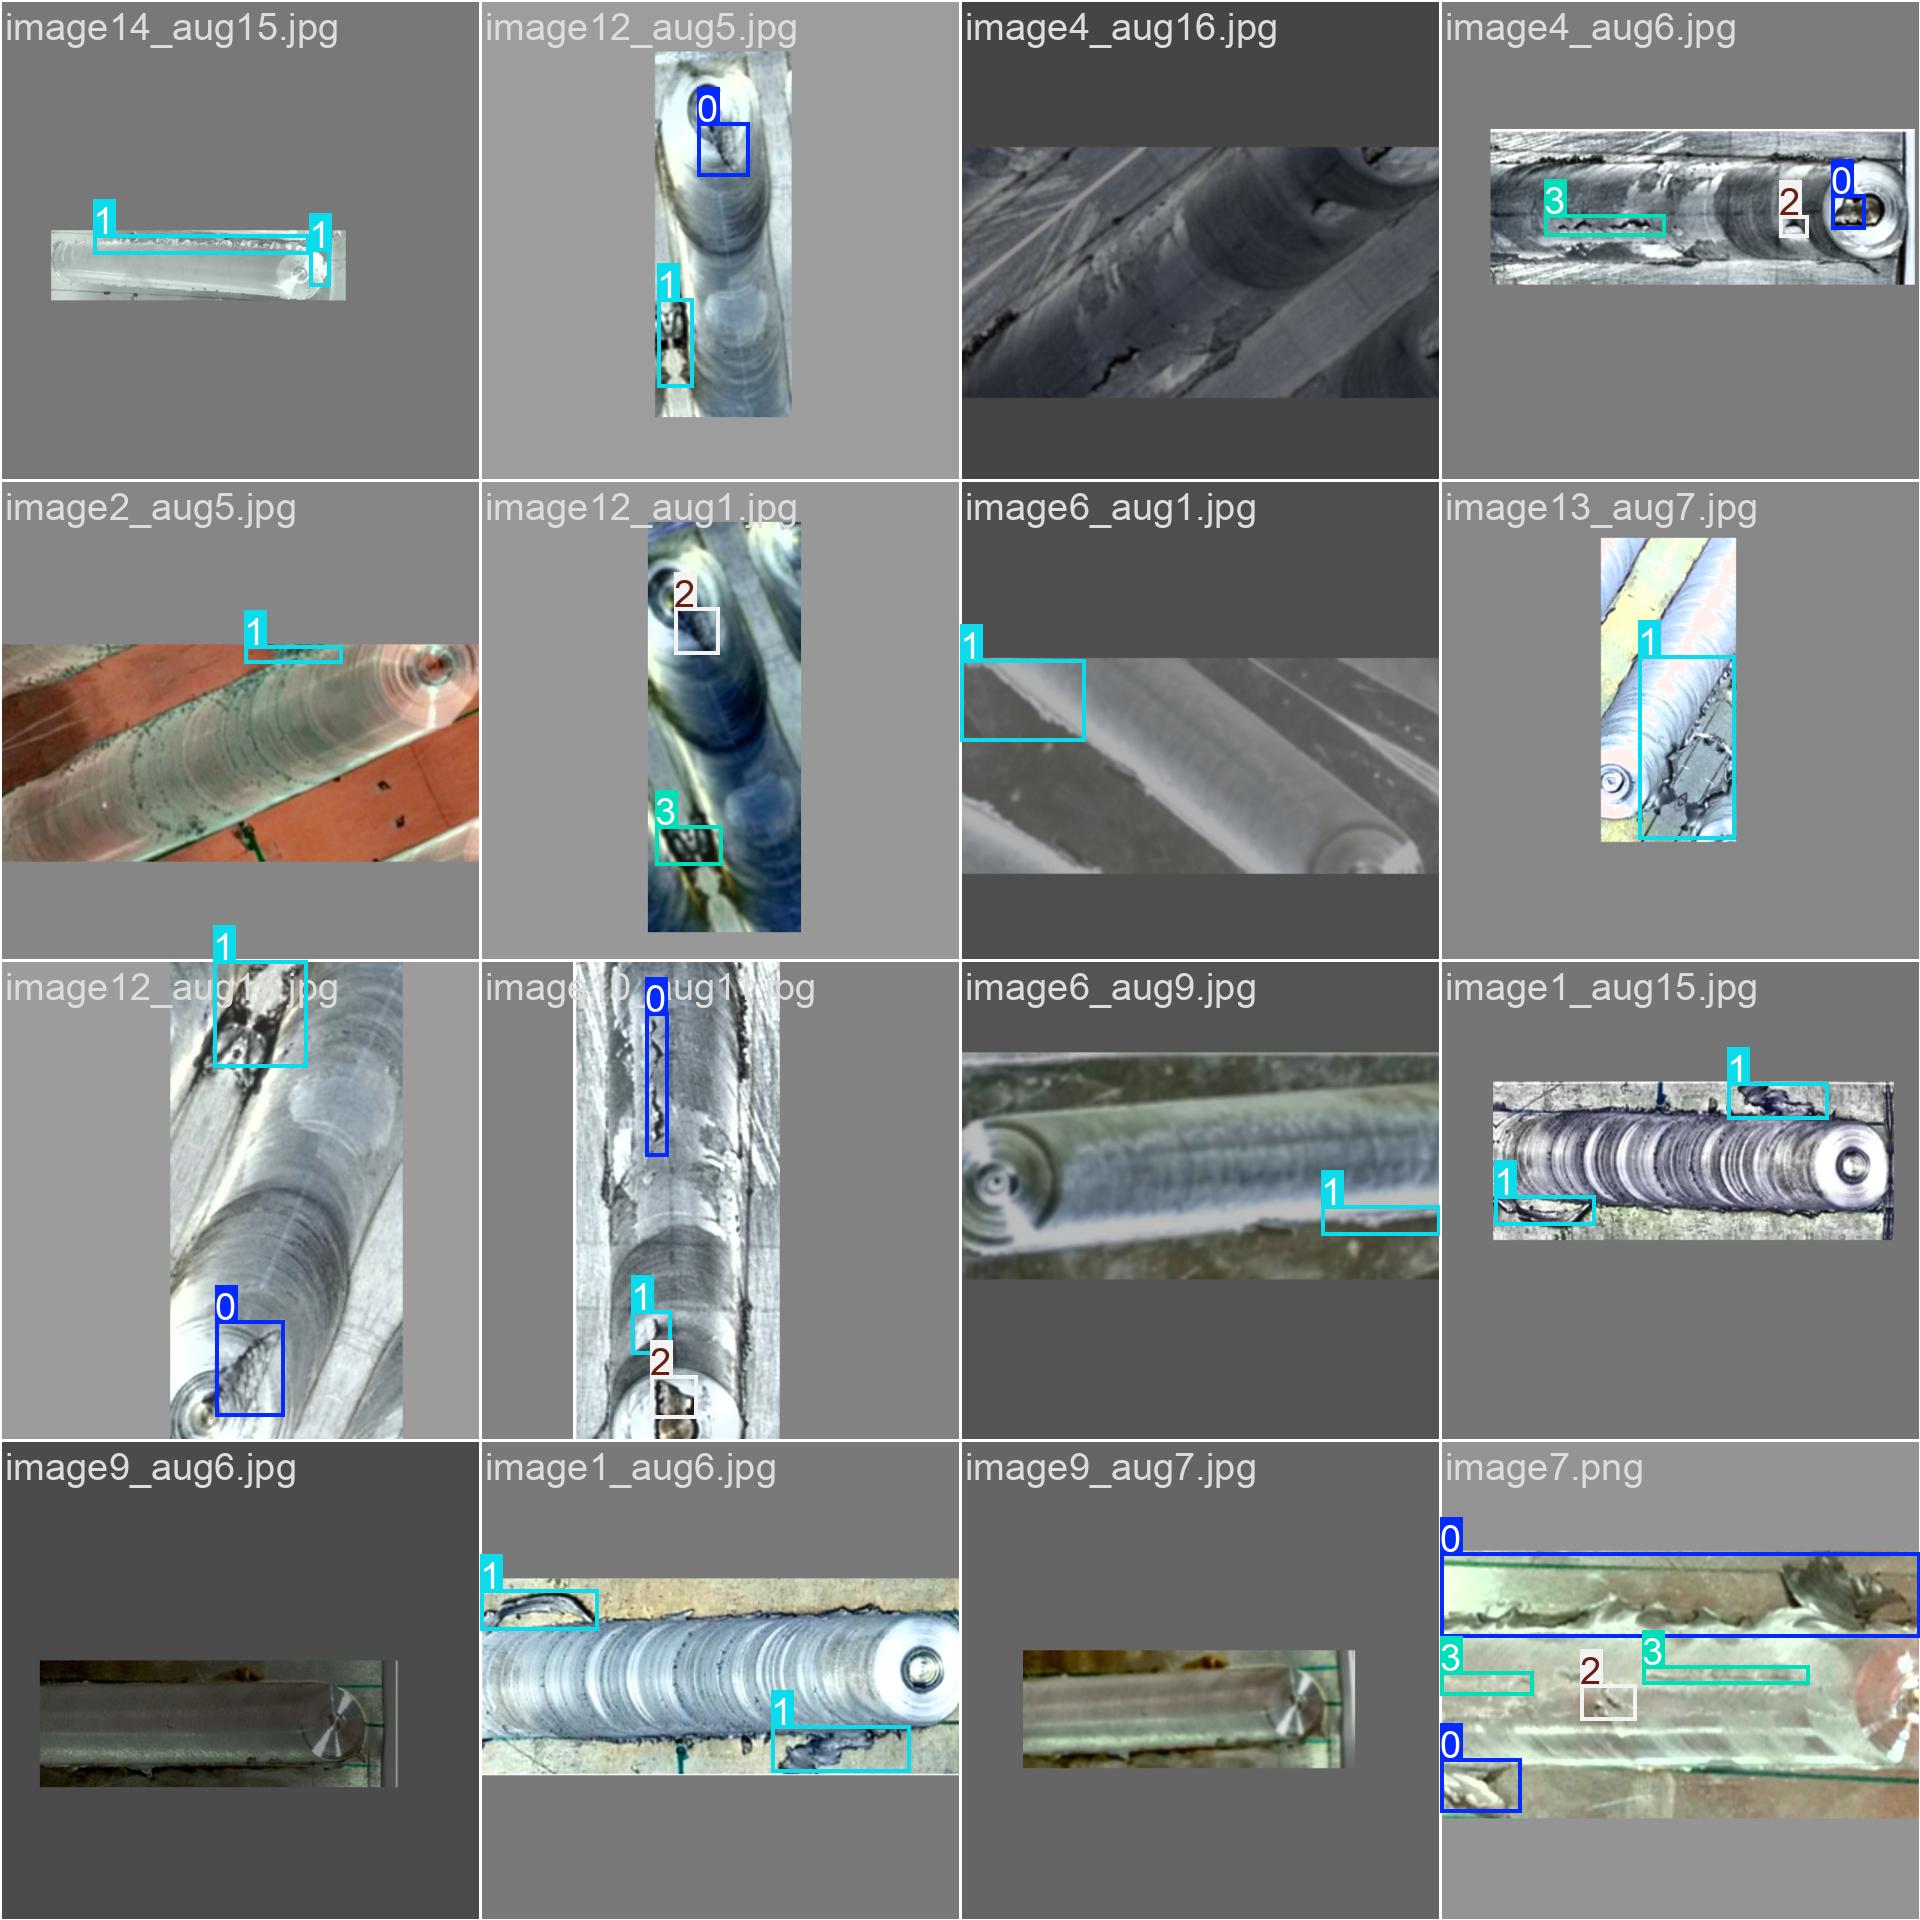 image14_aug15.jpg
1
1
image12_aug5.jpg
0
1
image4_aug16.jpg
image4_aug6.jpg
3
2
0
image2_aug5.jpg
1
image12_aug1.jpg
2
3
image6_aug1.jpg
1
image13_aug7.jpg
1
1
0
0
1
2
image6_aug9.jpg
1
image1_aug15.jpg
1
1
image9_aug6.jpg
image1_aug6.jpg
1
1
image9_aug7.jpg
image7.png
0
3
3
2
0